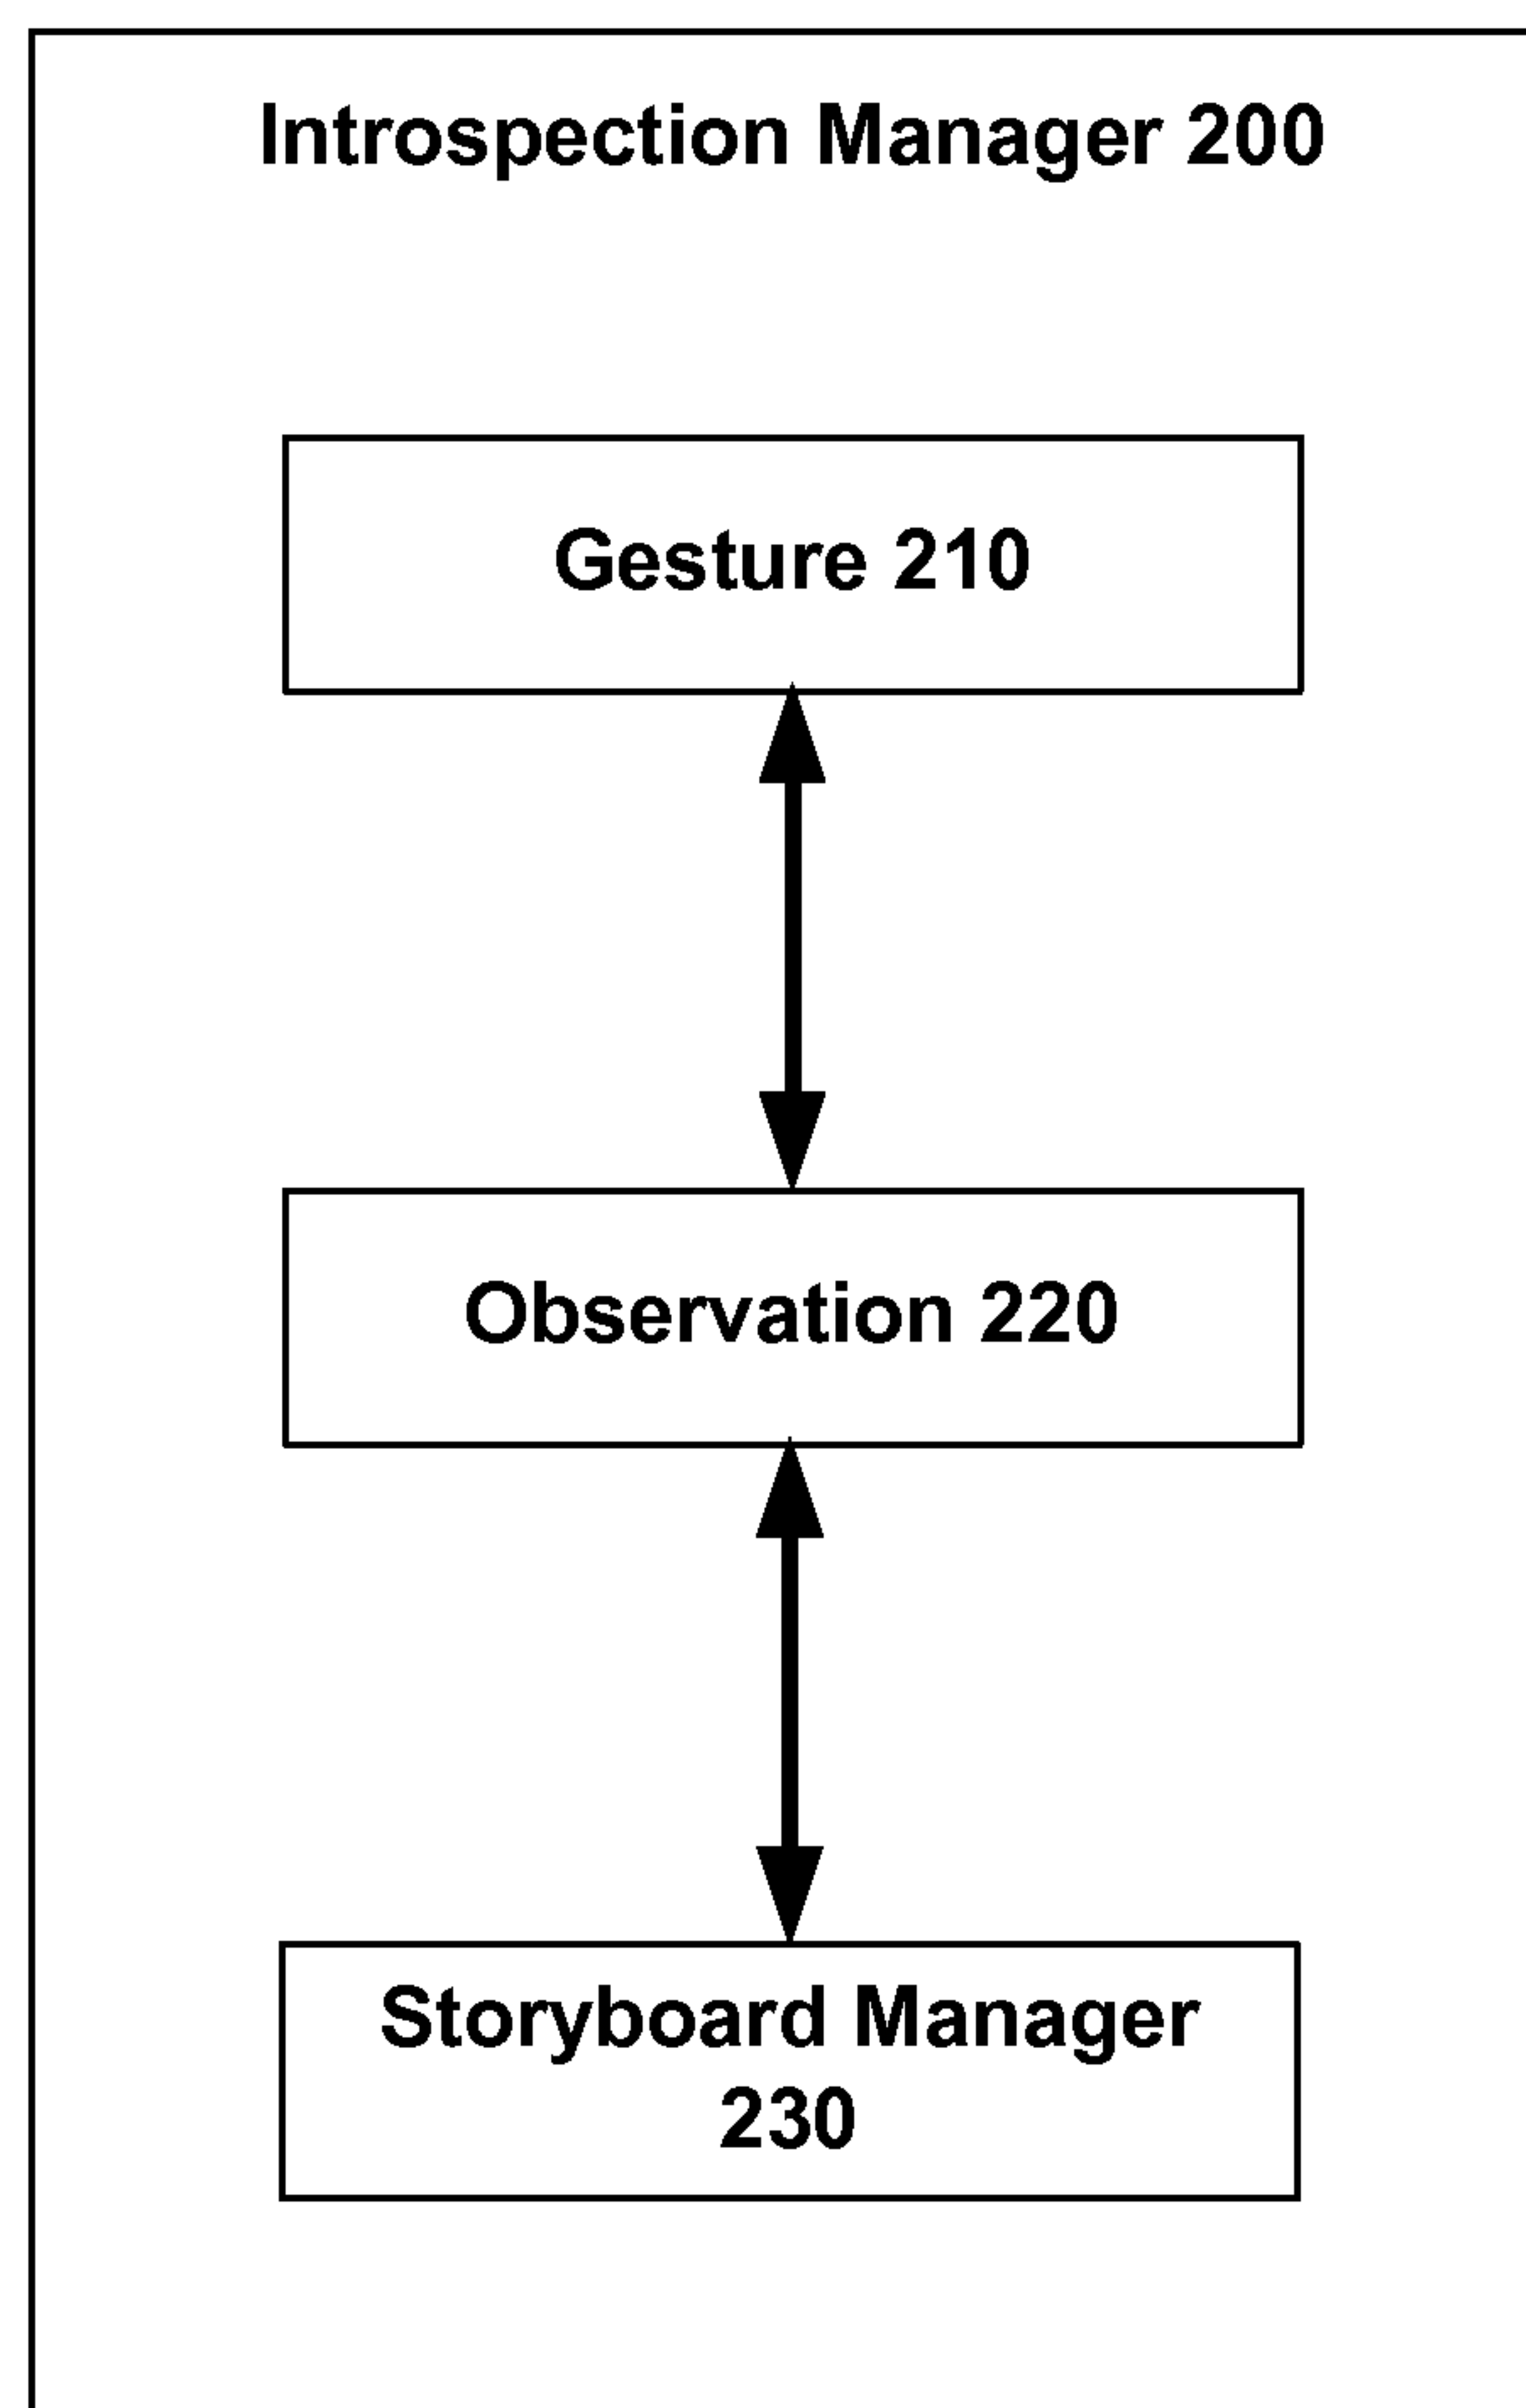 Introspection Manager 200
Gesture 210
Observation 220
Storyboard Manager
230